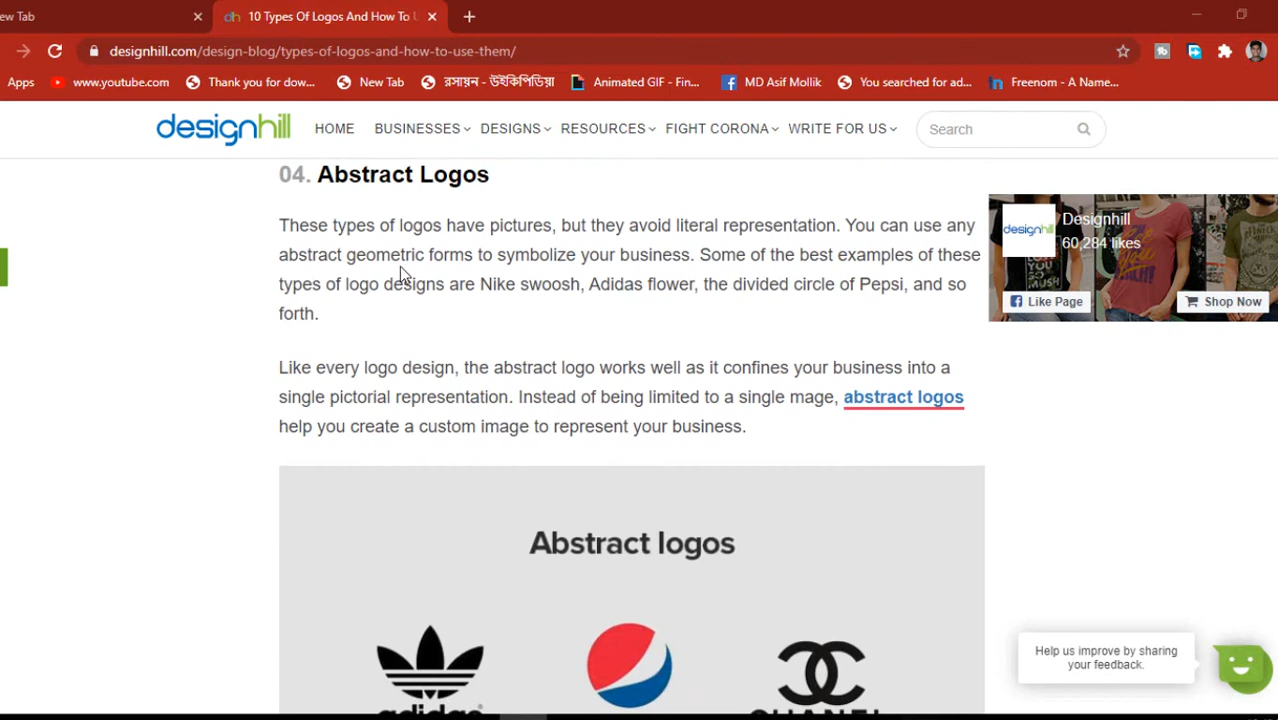 ew Tab
10 Types Of Logos And How To U
designhill.com/design-blog/types-of-logos-and-how-to-use-them/
Apps www.youtube.com Thank you for dow... New Tab রসায়ন - উইকিপিডিয়া Animated GIF - Fin... MD Asif Mollik You searched for ad... Freenom - A Name...
designhill HOME BUSINESSES DESIGNS RESOURCES FIGHT CORONA WRITE FOR US Search
04. Abstract Logos
These types of logos have pictures, but they avoid literal representation. You can use any
abstract geometric forms to symbolize your business. Some of the best examples of these
types of logo designs are Nike swoosh, Adidas flower, the divided circle of Pepsi, and so
forth.
Like every logo design, the abstract logo works well as it confines your business into a
single pictorial representation. Instead of being limited to a single mage, abstract logos
help you create a custom image to represent your business.
designhill
Designhill
60,284 likes
Like Page
Shop Now
Abstract logos
adidas
CHANEL
Help us improve by sharing
your feedback.